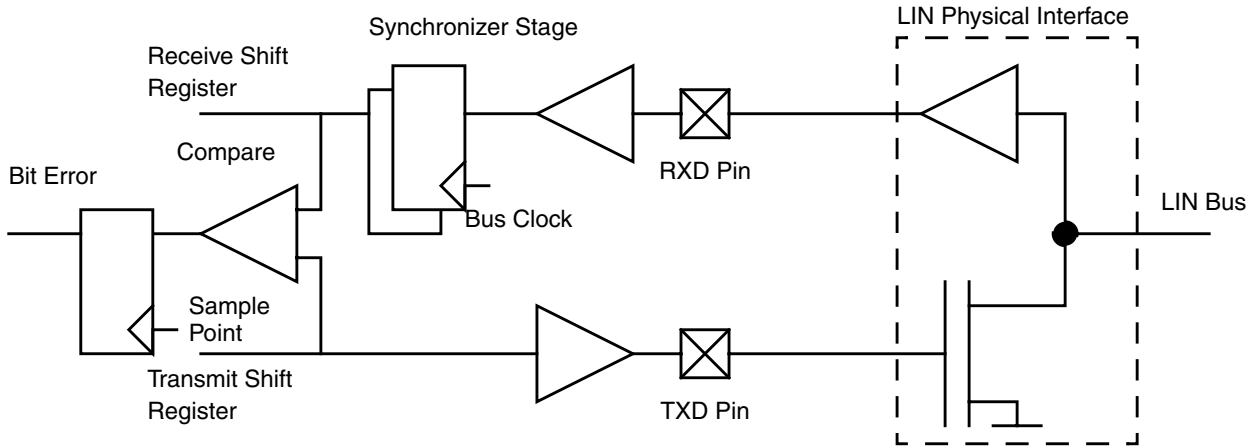 LIN Physical Interface
Synchronizer Stage
Receive Shift
Register
Compare
RXD Pin
Bit Error
Bus Clock
LIN Bus
Sample
Point
Transmit Shift
Register
TXD Pin